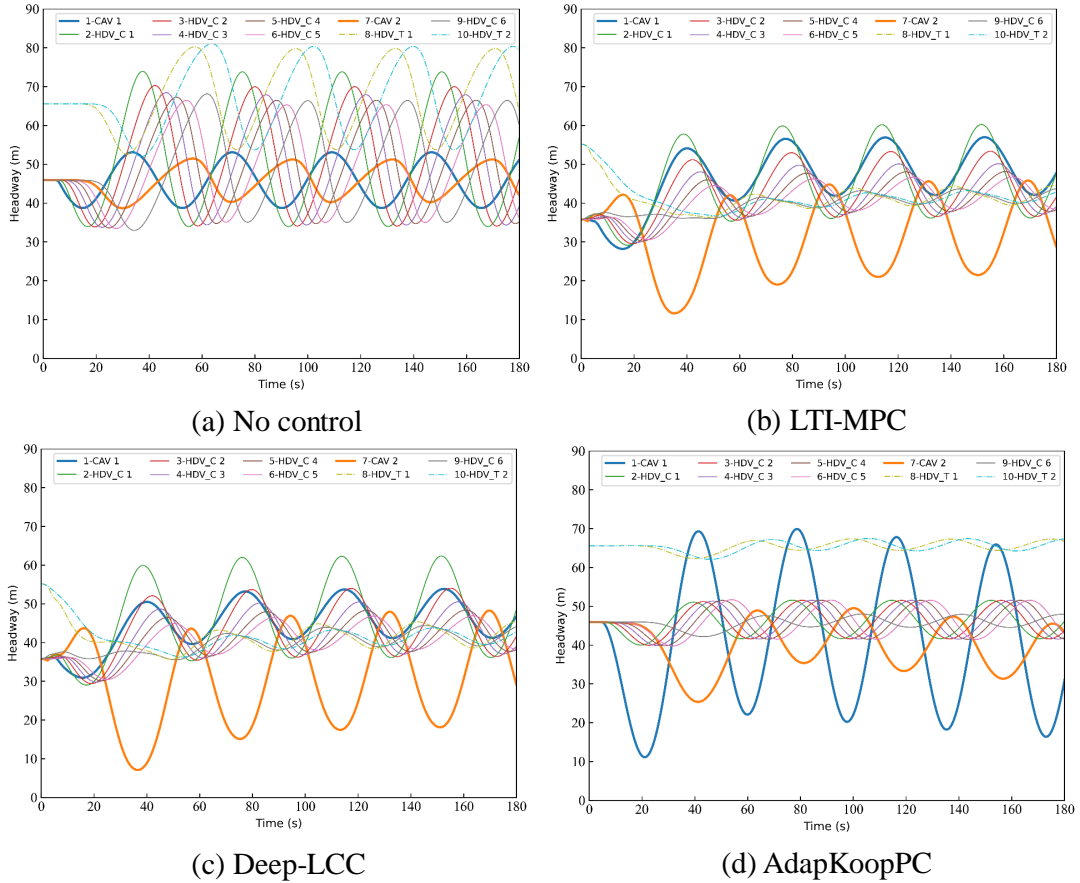 90
80
70
60
50
40
30
20
10
0
Headway (m)
1-CAV 1 3-HDV_C 2 5-HDV_C 4 7-CAV 2 9-HDV_C 6
2-HDV_C 1 4-HDV_C 3 6-HDV_C 5 8-HDV_T 1 10-HDV_T 2
0 20 40 60 80 100 120 140 160 180
Time (s)
(a) No control
90
80
70
60
50
40
30
20
10
0
Headway (m)
1-CAV 1 3-HDV_C 2 5-HDV_C 4 7-CAV 2 9-HDV_C 6
2-HDV_C 1 4-HDV_C 3 6-HDV_C 5 8-HDV_T 1 10-HDV_T 2
0 20 40 60 80 100 120 140 160 180
Time (s)
(b) LTI-MPC
90
80
70
60
50
40
30
20
10
0
Headway (m)
1-CAV 1 3-HDV_C 2 5-HDV_C 4 7-CAV 2 9-HDV_C 6
2-HDV_C 1 4-HDV_C 3 6-HDV_C 5 8-HDV_T 1 10-HDV_T 2
0 20 40 60 80 100 120 140 160 180
Time (s)
(c) Deep-LCC
90
80
70
60
50
40
30
20
10
0
Headway (m)
1-CAV 1 3-HDV_C 2 5-HDV_C 4 7-CAV 2 9-HDV_C 6
2-HDV_C 1 4-HDV_C 3 6-HDV_C 5 8-HDV_T 1 10-HDV_T 2
0 20 40 60 80 100 120 140 160 180
Time (s)
(d) AdapKoopPC